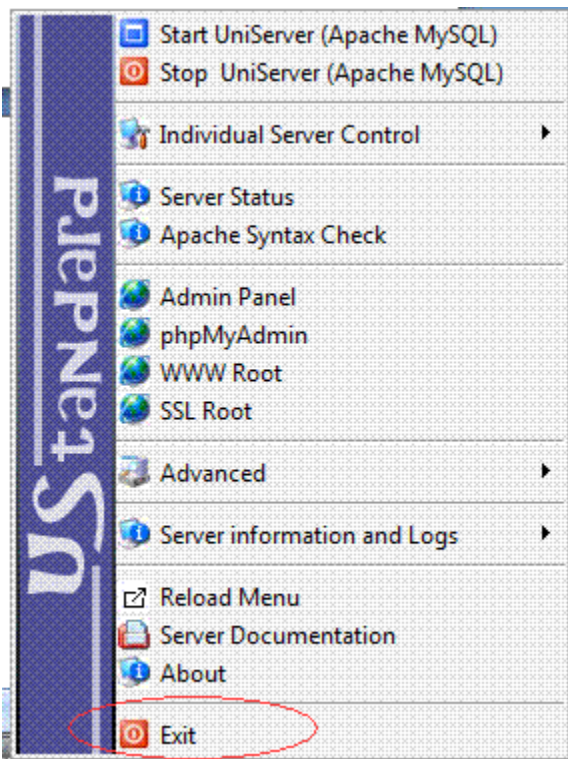 Start UniServer (Apache MySQL)
Stop UniServer (Apache MySQL)
Individual Server Control
Server Status
Apache Syntax Check
Admin Panel
phpMyAdmin
WWW Root
SSL Root
Advanced
Server information and Logs
Reload Menu
Server Documentation
About
Exit
UStaNdard